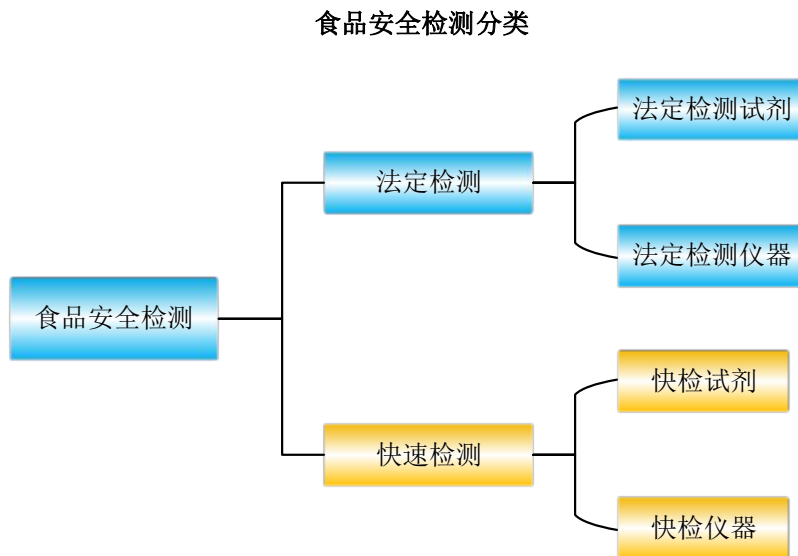 食品安全检测分类
食品安全检测
法定检测
法定检测试剂
法定检测仪器
快速检测
快检试剂
快检仪器